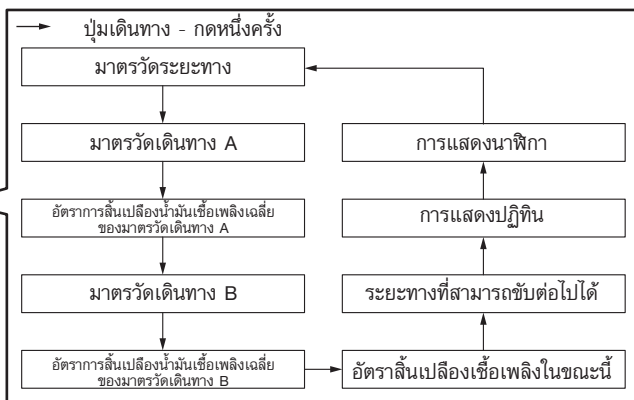 ปุ่มเดินทาง - กดหนึ่งครั้ง
มาตรวัดระยะทาง
มาตรวัดเดินทาง A
อัตราการสิ้นเปลืองน้ำมันเชื้อเพลิงเฉลี่ย
ของมาตรวัดเดินทาง A
มาตรวัดเดินทาง B
อัตราการสิ้นเปลืองน้ำมันเชื้อเพลิงเฉลี่ย
ของมาตรวัดเดินทาง B
อัตราสิ้นเปลืองเชื้อเพลิงในขณะนี้
ระยะทางที่สามารถขับต่อไปได้
การแสดงปฏิทิน
การแสดงนาฬิกา